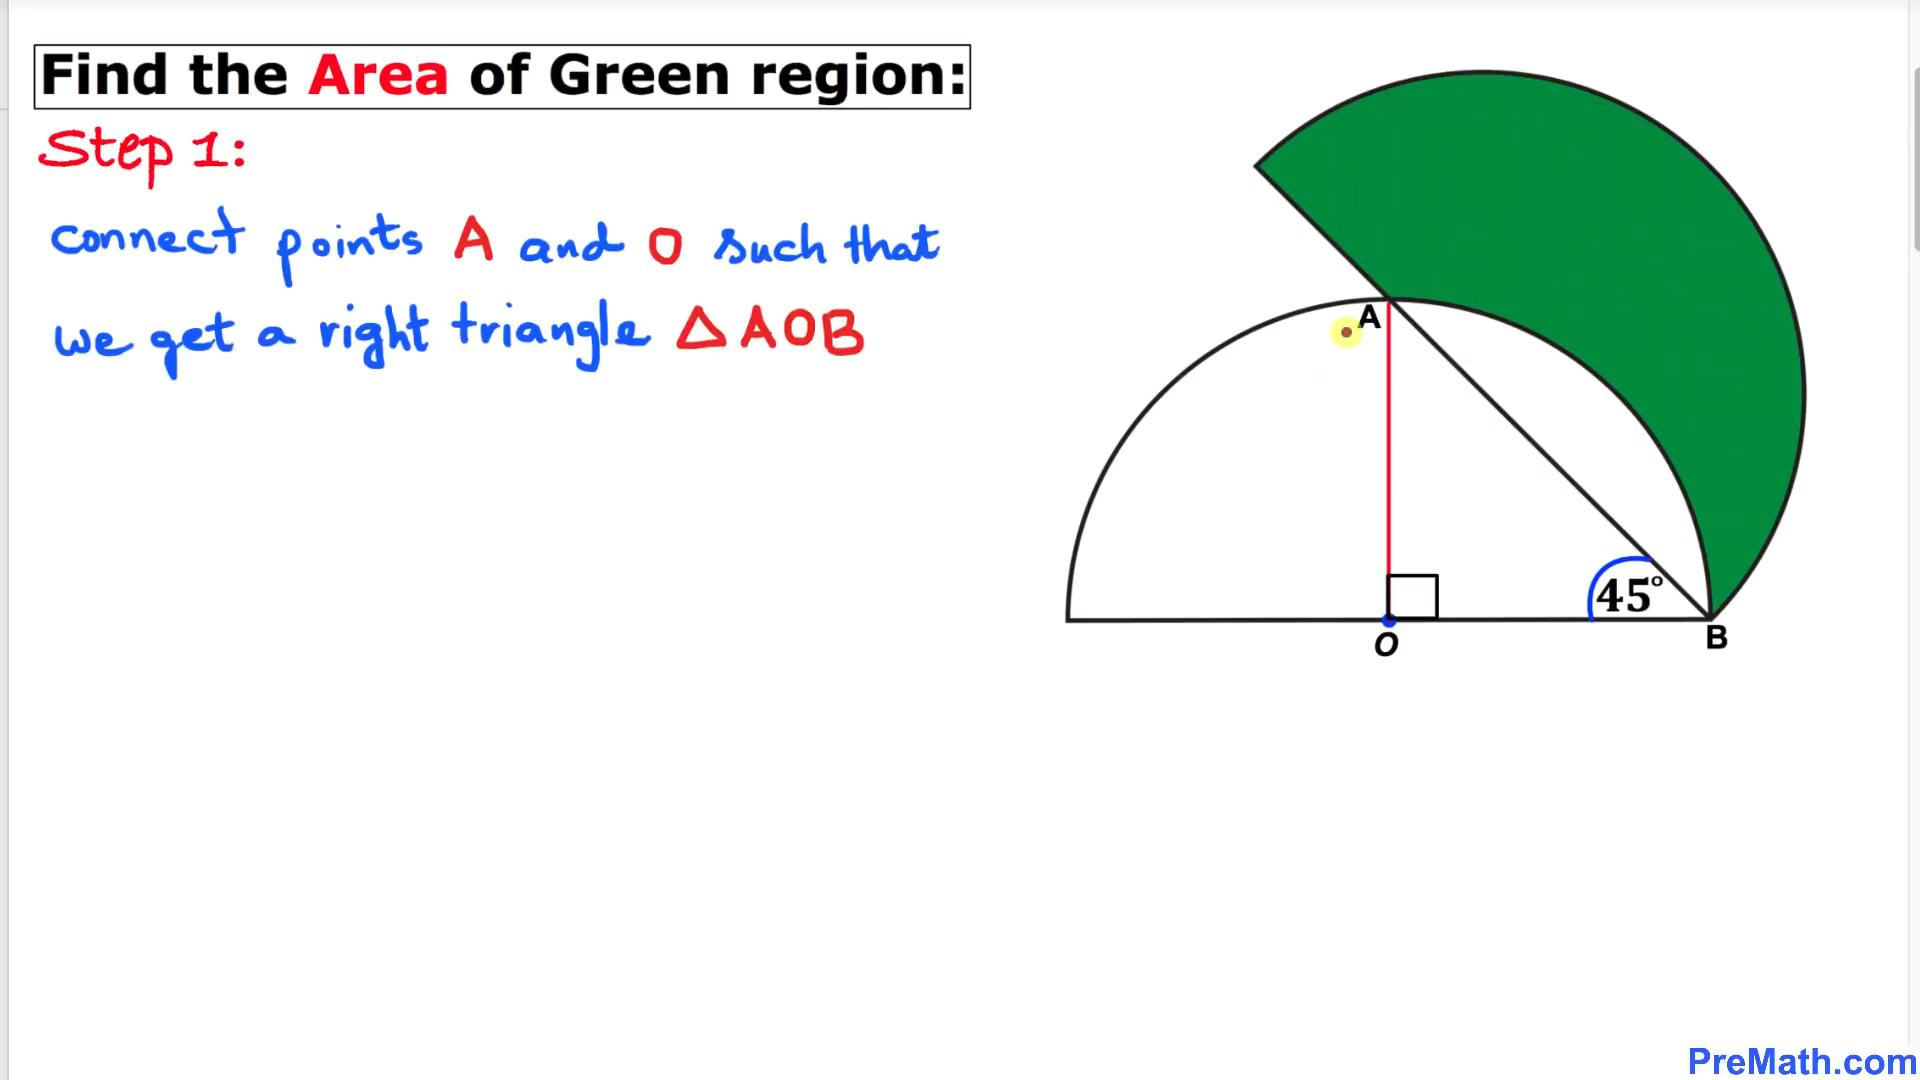 Find the Area of Green region:
Step 1:
connect points A and O such that
we get a right triangle △AOB
A
45°
O
B
PreMath.com